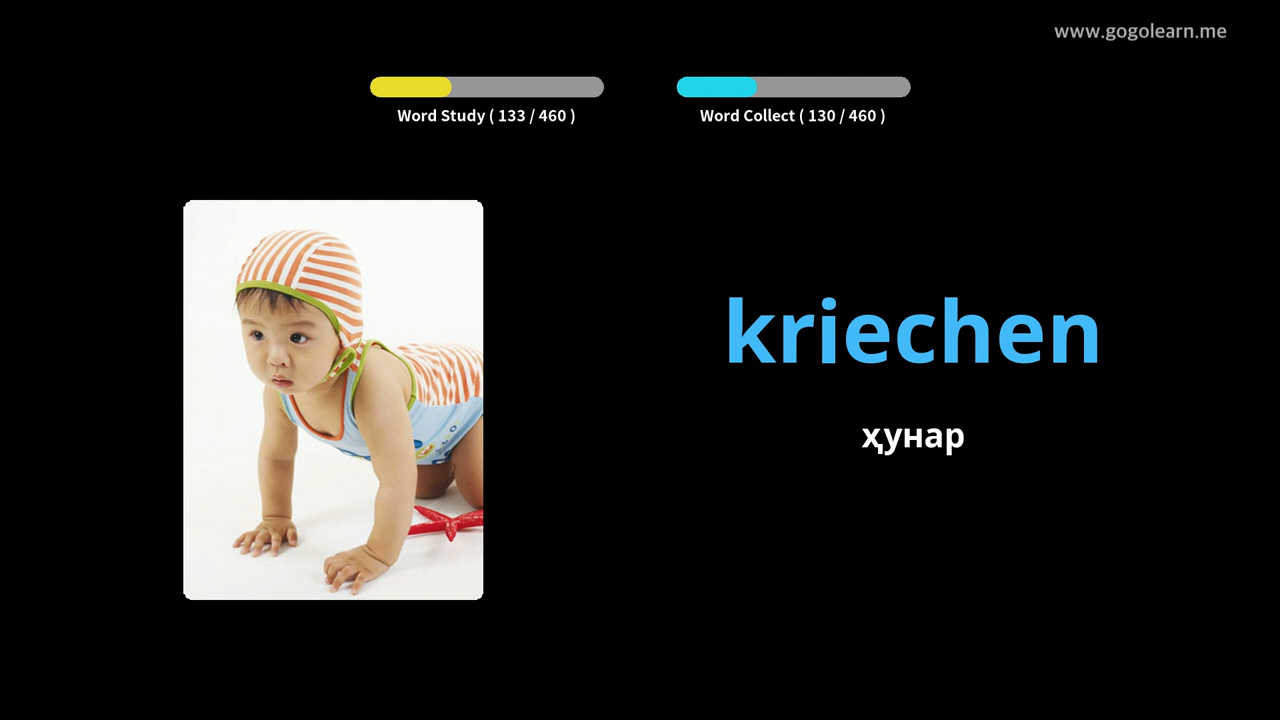 www.gogolearn.me
Word Study ( 133 / 460 )
Word Collect ( 130 / 460 )
kriechen
ҳунар